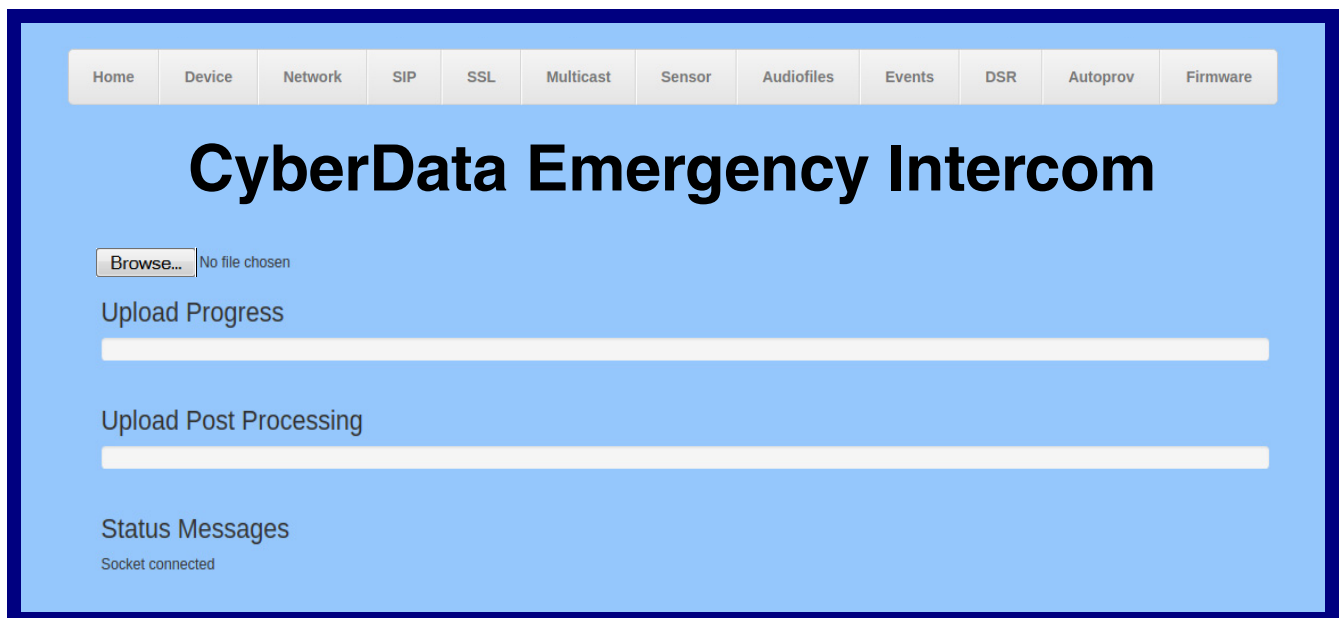 Home Device Network SIP SSL Multicast Sensor Audiofiles Events DSR Autoprov Firmware
CyberData Emergency Intercom
Browse... No file chosen
Upload Progress
Upload Post Processing
Status Messages
Socket connected